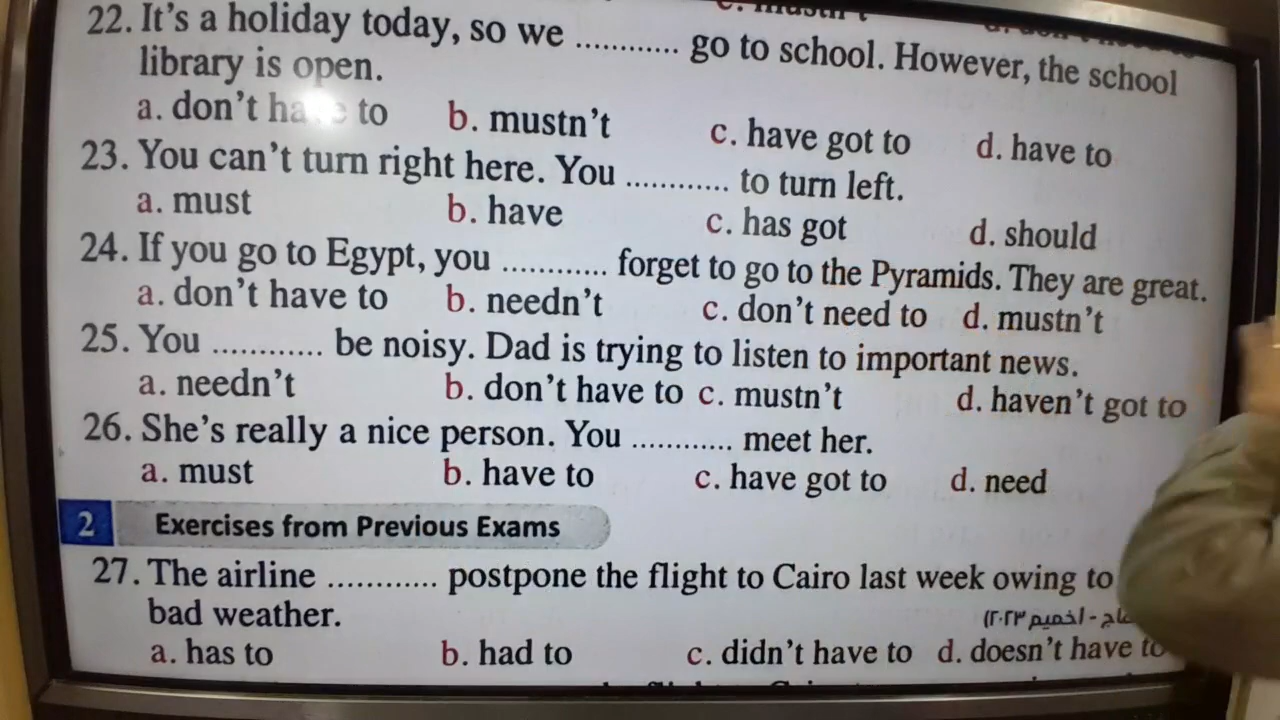 c. mustn't
22. It's a holiday today, so we ............ go to school. However, the school
library is open.
a. don't have to b. mustn't c. have got to d. have to
23. You can't turn right here. You ............ to turn left.
a. must b. have c. has got d. should
24. If you go to Egypt, you ............ forget to go to the Pyramids. They are great.
a. don't have to b. needn't c. don't need to d. mustn't
25. You ............ be noisy. Dad is trying to listen to important news.
a. needn't b. don't have to c. mustn't d. haven't got to
26. She's really a nice person. You ............ meet her.
a. must b. have to c. have got to d. need
2 Exercises from Previous Exams
27. The airline ............ postpone the flight to Cairo last week owing to
bad weather.
- اخميم ٢٠٢٣)
a. has to b. had to c. didn't have to d. doesn't have to